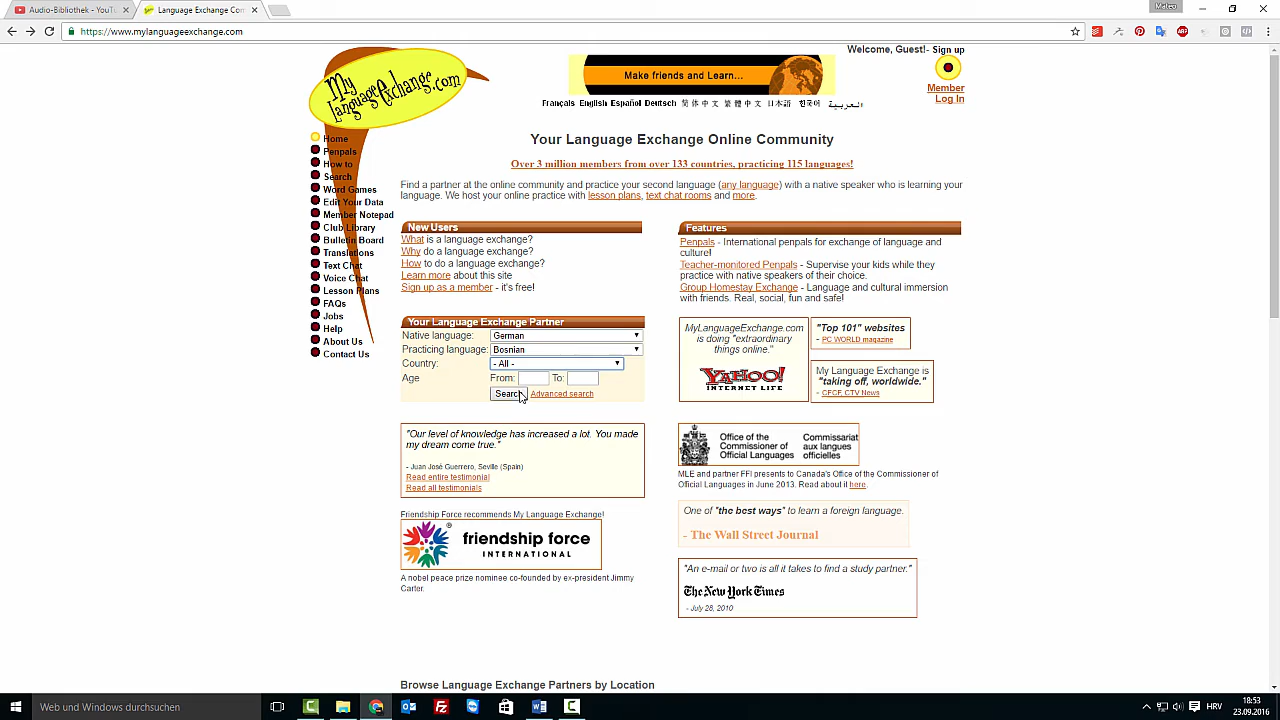 Audio-Bibliothek - YouTu
Language Exchange Com
Meleo
https://www.mylanguageexchange.com
Welcome, Guest!- Sign up
My
LanguageExchange.com
Make friends and Learn...
Member
Log In
Français English Español Deutsch 简体中文 繁體中文 日本語 한국어 العربية
Your Language Exchange Online Community
Over 3 million members from over 133 countries, practicing 115 languages!
Find a partner at the online community and practice your second language (any language) with a native speaker who is learning your
language. We host your online practice with lesson plans, text chat rooms and more.
Home
Penpals
How to
Search
Word Games
Edit Your Data
Member Notepad
Club Library
Bulletin Board
Translations
Text Chat
Voice Chat
Lesson Plans
FAQs
Jobs
Help
About Us
Contact Us
New Users
What is a language exchange?
Why do a language exchange?
How to do a language exchange?
Learn more about this site
Sign up as a member - it's free!
Features
Penpals - International penpals for exchange of language and
culture!
Teacher-monitored Penpals - Supervise your kids while they
practice with native speakers of their choice.
Group Homestay Exchange - Language and cultural immersion
with friends. Real, social, fun and safe!
Your Language Exchange Partner
Native language: German
Practicing language: Bosnian
Country: - All -
Age From: To:
Search Advanced search
MyLanguageExchange.com
is doing "extraordinary
things online."
YAHOO!
INTERNET LIFE
"Top 101" websites
- PC WORLD magazine
My Language Exchange is
"taking off, worldwide."
- CFCF, CTV News
"Our level of knowledge has increased a lot. You made
my dream come true."
- Juan José Guerrero, Seville (Spain)
Read entire testimonial
Read all testimonials
Office of the
Commissioner of
Official Languages
Commissariat
aux langues
officielles
MLE and partner FFI presents to Canada's Office of the Commissioner of
Official Languages in June 2013. Read about it here.
Friendship Force recommends My Language Exchange!
friendship force
INTERNATIONAL
®
A nobel peace prize nominee co-founded by ex-president Jimmy
Carter.
One of "the best ways" to learn a foreign language.
- The Wall Street Journal
"An e-mail or two is all it takes to find a study partner."
The New York Times
- July 28, 2010
Browse Language Exchange Partners by Location
Web und Windows durchsuchen
HRV
18:53
23.09.2016